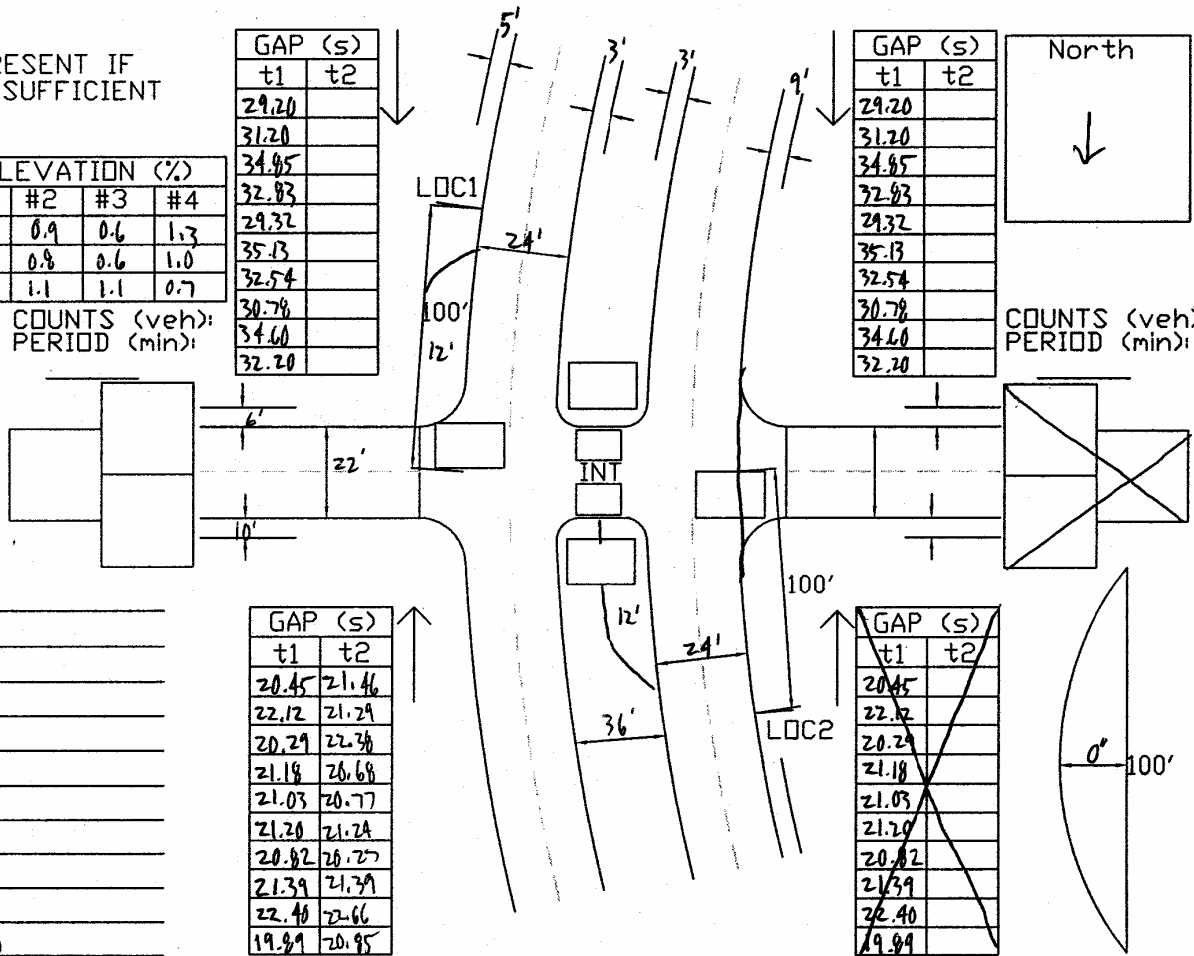 RESENT IF
SUFFICIENT
LEVATION (%)
#2 #3 #4
0.9 0.6 1.3
0.8 0.6 1.0
1.1 1.1 0.7
COUNTS (veh):
PERIOD (min):
GAP (s)
t1 t2
29.20
31.20
34.85
32.83
29.32
35.13
32.54
30.78
34.60
32.20
5'
3'
3'
9'
LOC1
24'
100'
12'
GAP (s)
t1 t2
29.20
31.20
34.85
32.83
29.32
35.13
32.54
30.78
34.60
32.20
North
COUNTS (veh)
PERIOD (min):
6'
22'
10'
INT
100'
12'
24'
36'
LOC2
GAP (s)
t1 t2
20.45 21.46
22.12 21.29
20.29 22.38
21.18 20.68
21.03 20.77
21.20 21.24
20.82 20.27
21.39 21.39
22.40 22.66
19.89 20.85
GAP (s)
t1 t2
20.45
22.12
20.29
21.18
21.03
21.20
20.82
21.39
22.40
19.89
0" 100'